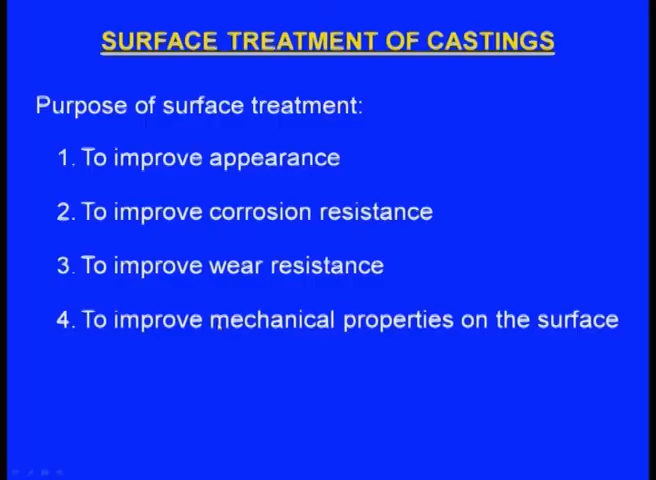 SURFACE TREATMENT OF CASTINGS
Purpose of surface treatment:
1. To improve appearance
2. To improve corrosion resistance
3. To improve wear resistance
4. To improve mechanical properties on the surface